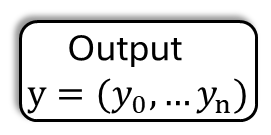 Output
y = (y₀, ... yₙ)